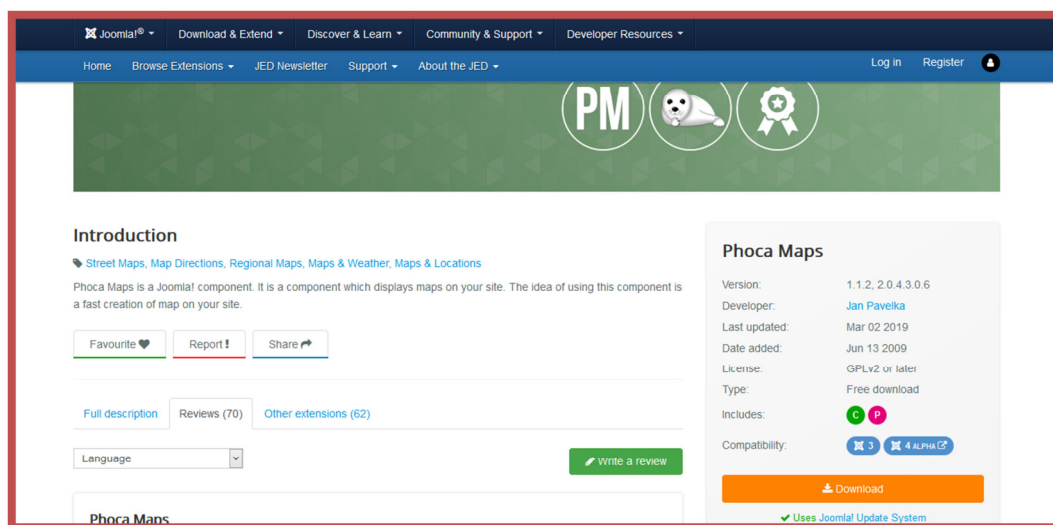 Joomla!® Download & Extend Discover & Learn Community & Support Developer Resources
Home Browse Extensions JED Newsletter Support About the JED Log in Register
PM
Introduction
Street Maps, Map Directions, Regional Maps, Maps & Weather, Maps & Locations
Phoca Maps is a Joomla! component. It is a component which displays maps on your site. The idea of using this component is
a fast creation of map on your site.
Favourite Report Share
Full description Reviews (70) Other extensions (62)
Language
Write a review
Phoca Maps
Phoca Maps
Version: 1.1.2, 2.0.4.3.0.6
Developer: Jan Pavelka
Last updated: Mar 02 2019
Date added: Jun 13 2009
License: GPLv2 or later
Type: Free download
Includes: C P
Compatibility: 3 4 ALPHA
Download
Uses Joomla! Update System